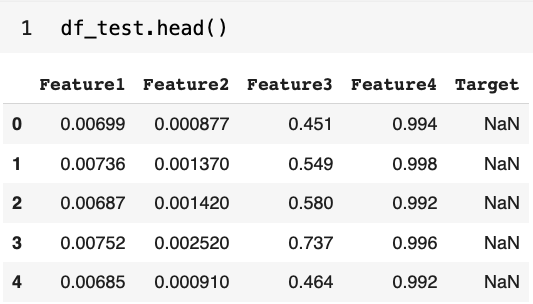 1 df_test.head()
Feature1 Feature2 Feature3 Feature4 Target
0 0.00699 0.000877 0.451 0.994 NaN
1 0.00736 0.001370 0.549 0.998 NaN
2 0.00687 0.001420 0.580 0.992 NaN
3 0.00752 0.002520 0.737 0.996 NaN
4 0.00685 0.000910 0.464 0.992 NaN